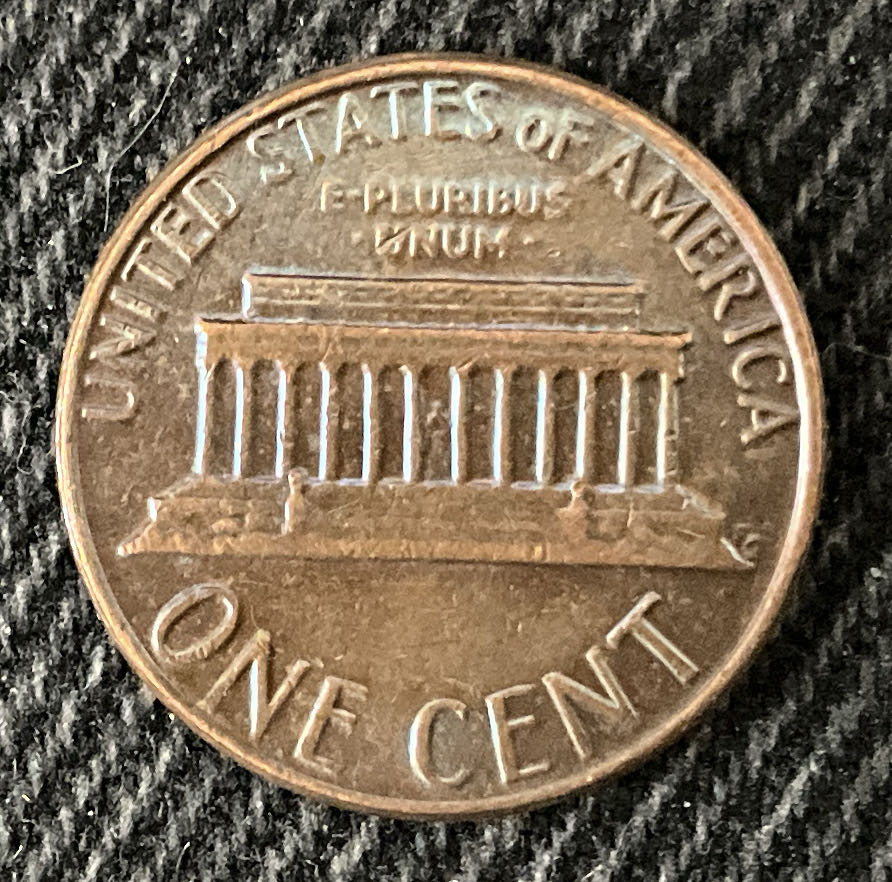 UNITED STATES OF AMERICA
E·PLURIBUS
·UNUM·
ONE CENT